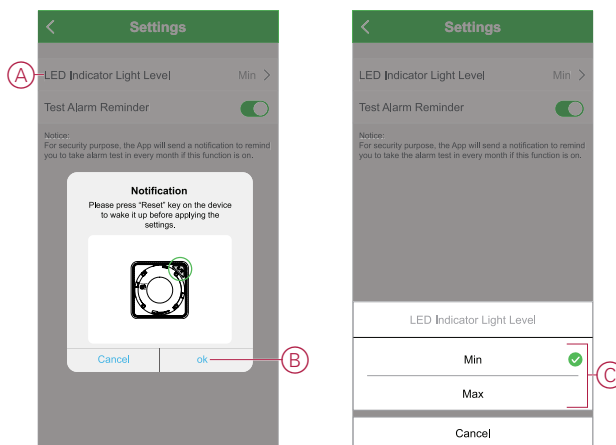 Settings
A
LED Indicator Light Level Min >
Test Alarm Reminder
Notice:
For security purpose, the App will send a notification to remind
you to take alarm test in every month if this function is on.
Notification
Please press "Reset" key on the device
to wake it up before applying the
settings.
Cancel
ok
B
Settings
LED Indicator Light Level Min >
Test Alarm Reminder
Notice:
For security purpose, the App will send a notification to remind
you to take the alarm test in every month if this function is on.
LED Indicator Light Level
Min
C
Max
Cancel